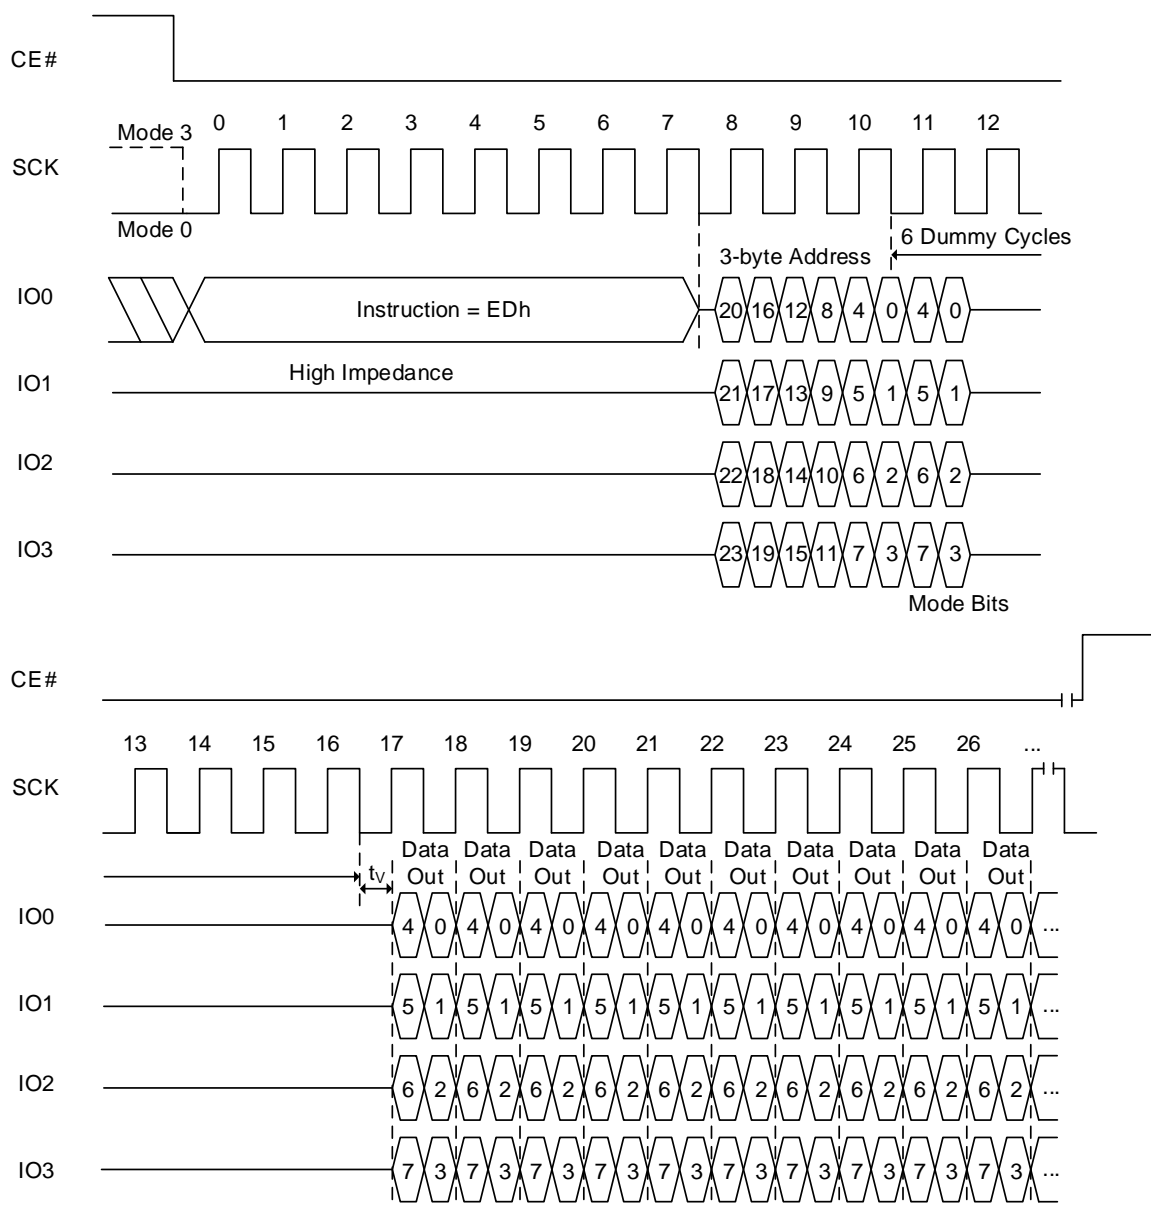 CE#
Mode 3 0 1 2 3 4 5 6 7 8 9 10 11 12
SCK
Mode 0
6 Dummy Cycles
3-byte Address
IO0 Instruction = EDh 20 16 12 8 4 0 4 0
High Impedance
IO1 21 17 13 9 5 1 5 1
IO2 22 18 14 10 6 2 6 2
IO3 23 19 15 11 7 3 7 3
Mode Bits
CE#
13 14 15 16 17 18 19 20 21 22 23 24 25 26 ...
SCK
Data Data Data Data Data Data Data Data Data Data
tV Out Out Out Out Out Out Out Out Out Out
IO0 4 0 4 0 4 0 4 0 4 0 4 0 4 0 4 0 4 0 4 0 ...
IO1 5 1 5 1 5 1 5 1 5 1 5 1 5 1 5 1 5 1 5 1 ...
IO2 6 2 6 2 6 2 6 2 6 2 6 2 6 2 6 2 6 2 6 2 ...
IO3 7 3 7 3 7 3 7 3 7 3 7 3 7 3 7 3 7 3 7 3 ...